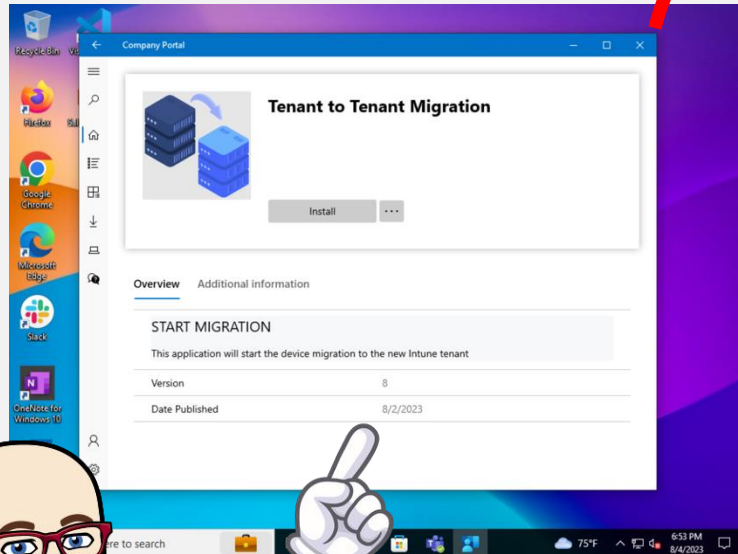 Recycle Bin
Company Portal
Firefox
Google
Chrome
Microsoft
Edge
Slack
N
OneNote for
Windows 10
Tenant to Tenant Migration
Install
Overview Additional information
START MIGRATION
This application will start the device migration to the new Intune tenant
Version 8
Date Published 8/2/2023
ere to search
75°F
6:53 PM
8/4/2023